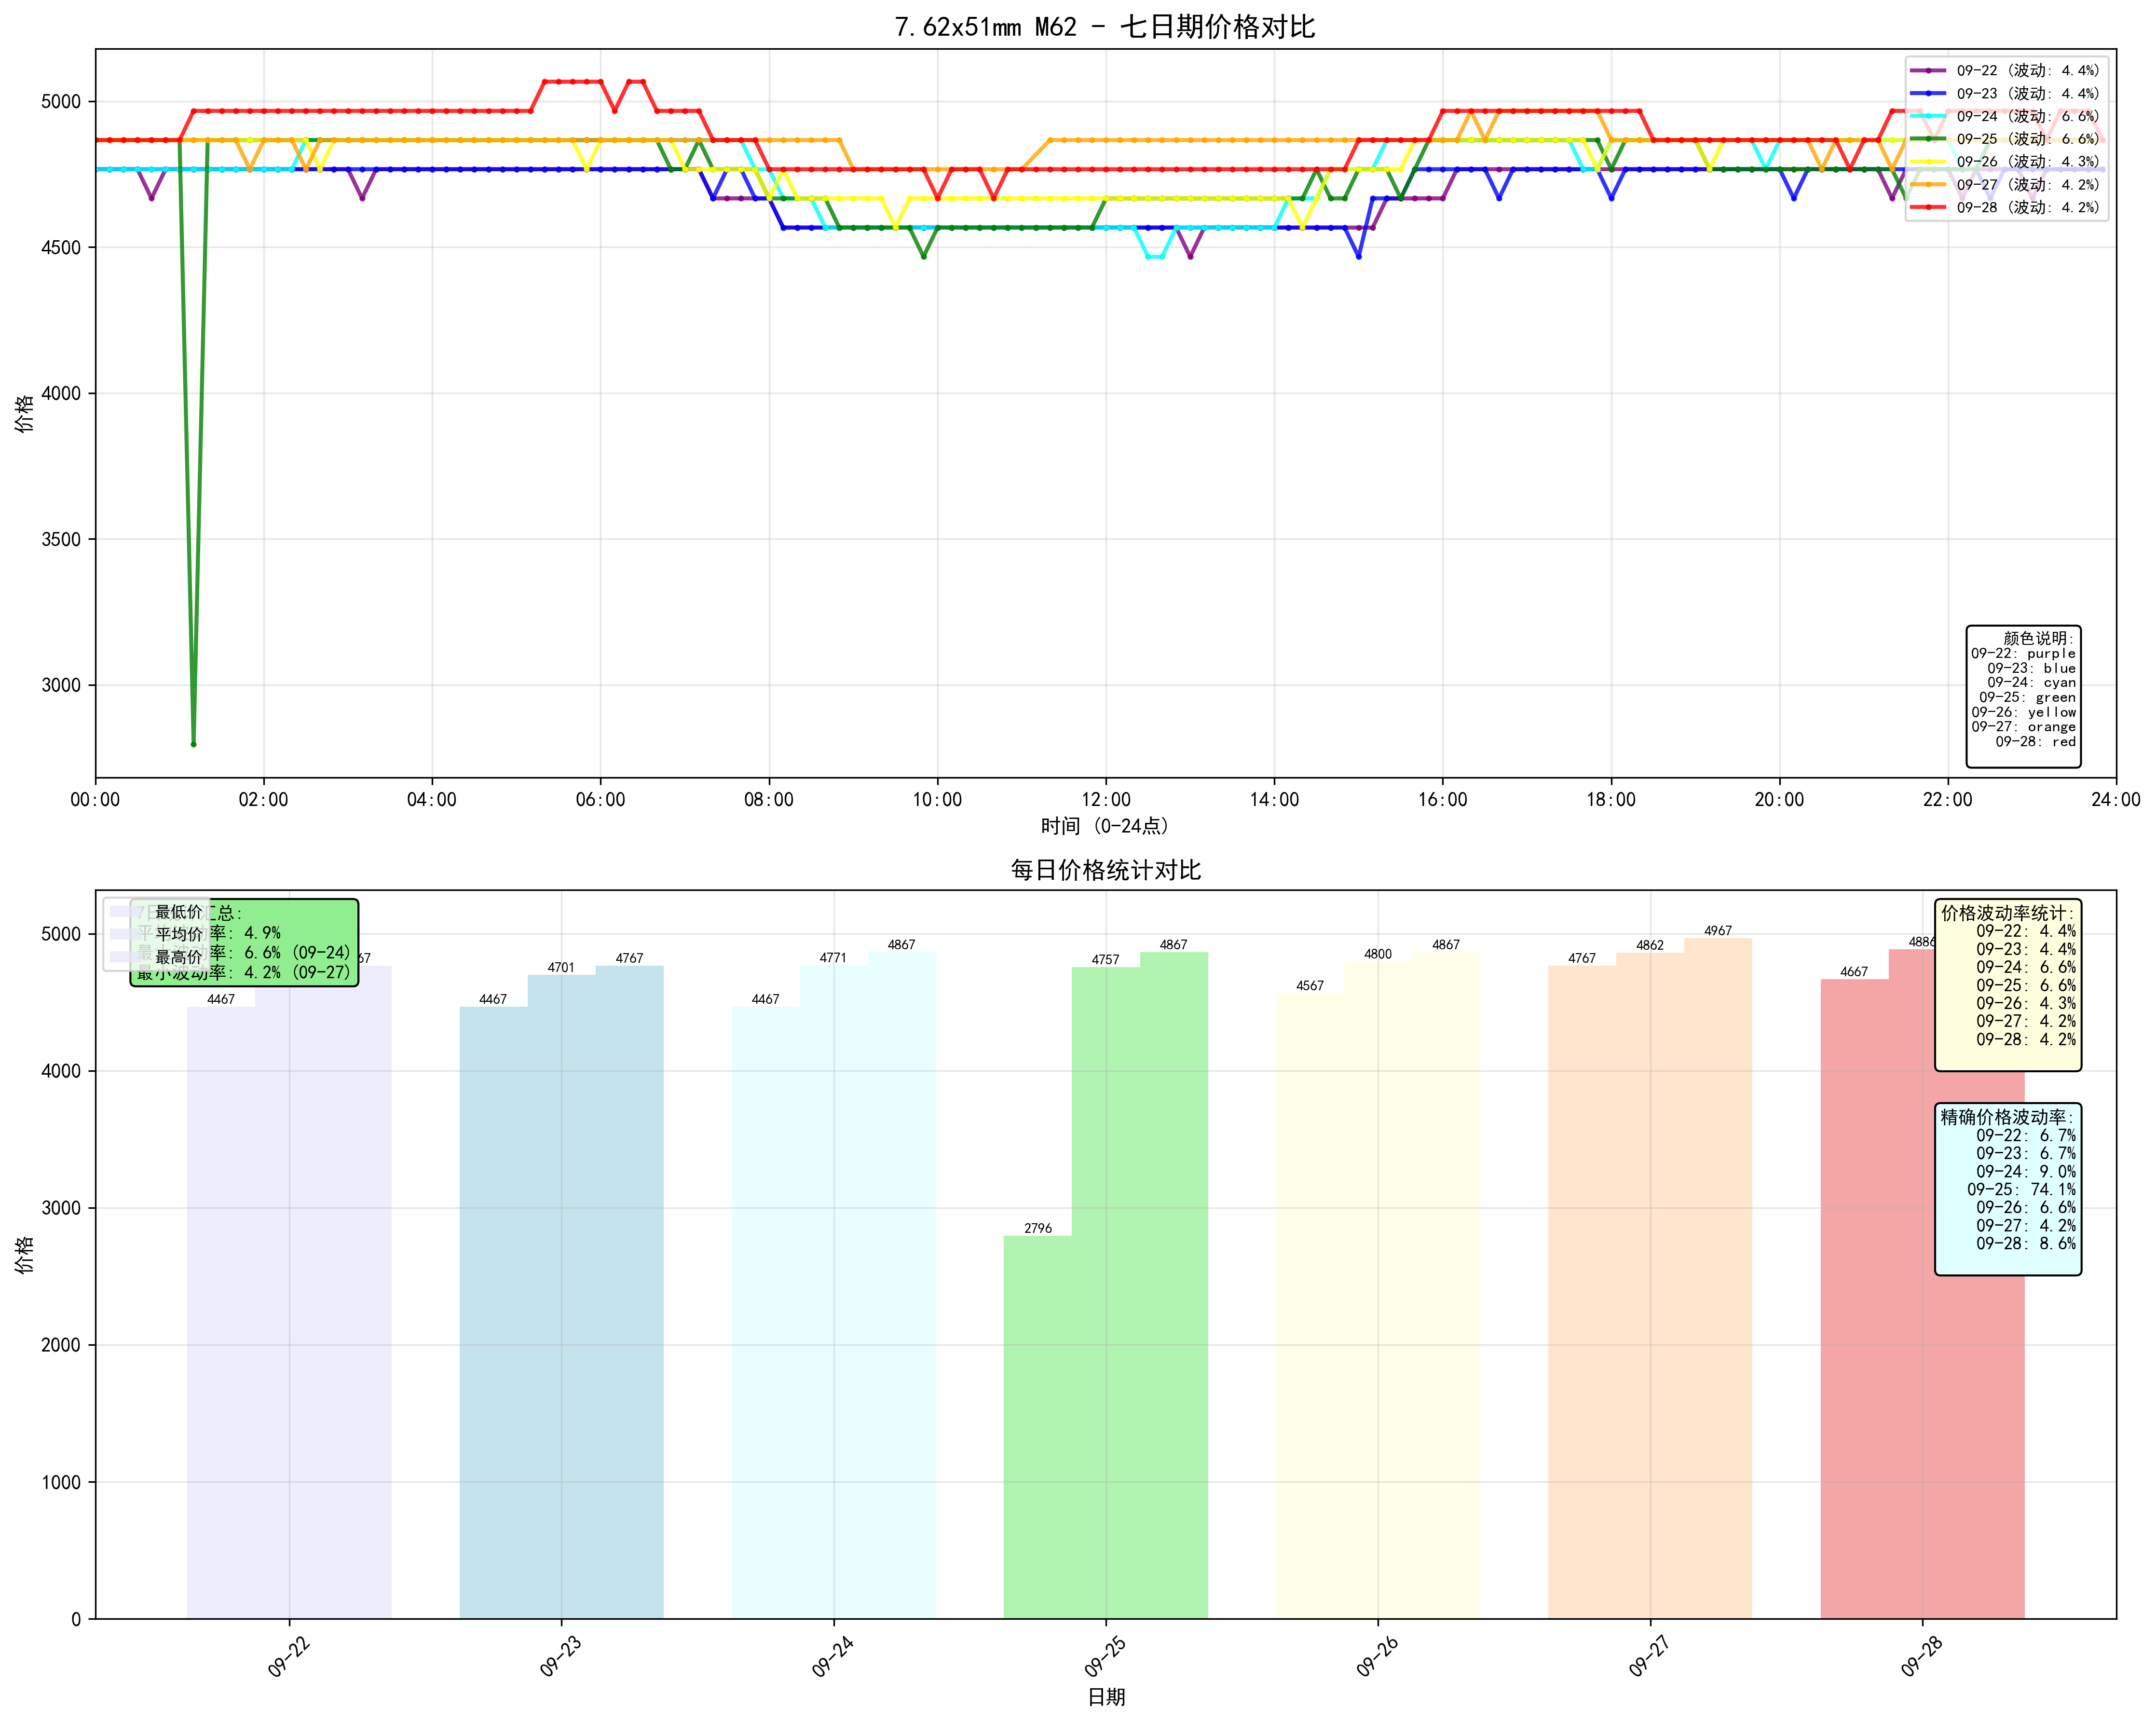 7.62x51mm M62 - 七日期价格对比
价格
5000
4500
4000
3500
3000
09-22 (波动: 4.4%)
09-23 (波动: 4.4%)
09-24 (波动: 6.6%)
09-25 (波动: 6.6%)
09-26 (波动: 4.3%)
09-27 (波动: 4.2%)
09-28 (波动: 4.2%)
颜色说明:
09-22: purple
09-23: blue
09-24: cyan
09-25: green
09-26: yellow
09-27: orange
09-28: red
00:00 02:00 04:00 06:00 08:00 10:00 12:00 14:00 16:00 18:00 20:00 22:00 24:00
时间 (0-24点)
每日价格统计对比
价格
5000
4000
3000
2000
1000
0
最低价
平均价
最高价
汇总:
率: 4.9%
率: 6.6% (09-24)
最小波动率: 4.2% (09-27)
4467
67
4467 4701 4767
4467 4771 4867
2796 4757 4867
4567 4800 4867
4767 4862 4967
4667 4886
价格波动率统计:
09-22: 4.4%
09-23: 4.4%
09-24: 6.6%
09-25: 6.6%
09-26: 4.3%
09-27: 4.2%
09-28: 4.2%
精确价格波动率:
09-22: 6.7%
09-23: 6.7%
09-24: 9.0%
09-25: 74.1%
09-26: 6.6%
09-27: 4.2%
09-28: 8.6%
09-22 09-23 09-24 09-25 09-26 09-27 09-28
日期